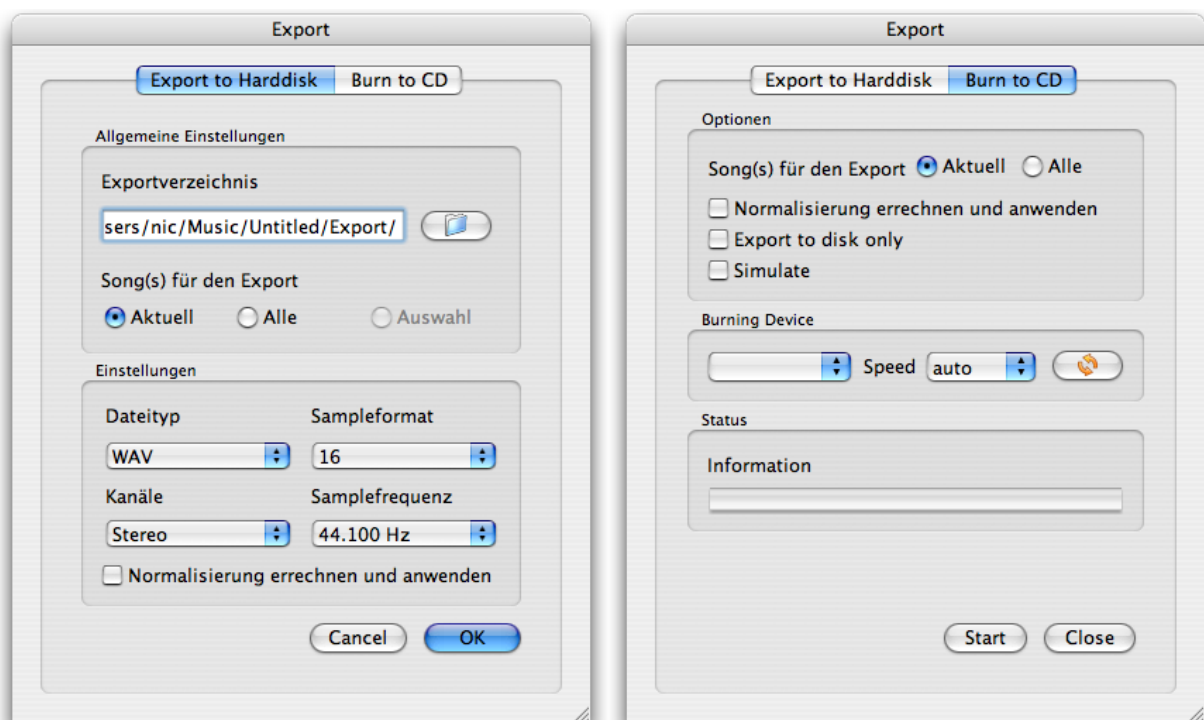 Export
Export to Harddisk Burn to CD
Allgemeine Einstellungen
Exportverzeichnis
sers/nic/Music/Untitled/Export/
Song(s) für den Export
Aktuell Alle Auswahl
Einstellungen
Dateityp Sampleformat
WAV 16
Kanäle Samplefrequenz
Stereo 44.100 Hz
Normalisierung errechnen und anwenden
Cancel OK
Export
Export to Harddisk Burn to CD
Optionen
Song(s) für den Export Aktuell Alle
Normalisierung errechnen und anwenden
Export to disk only
Simulate
Burning Device
Speed auto
Status
Information
Start Close